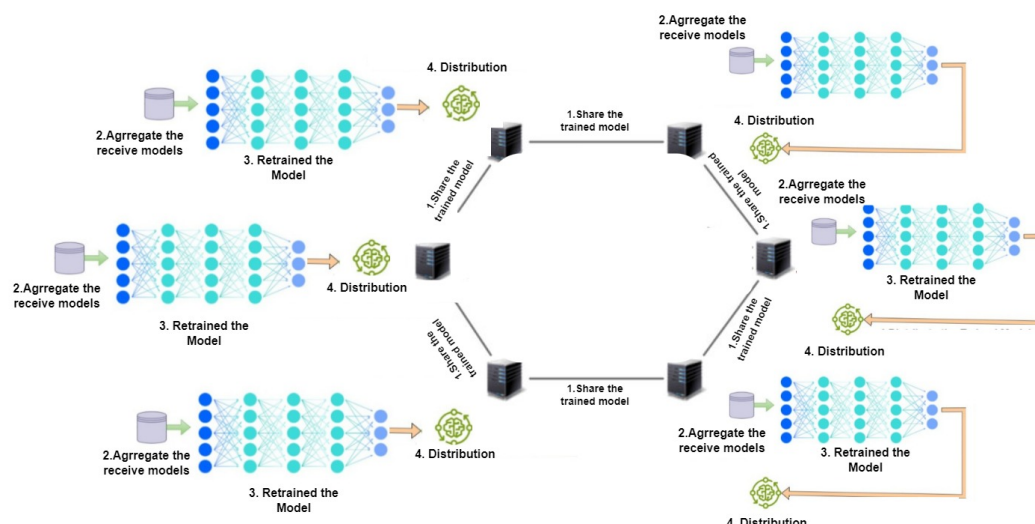 2.Agrregate the
receive models
3. Retrained the
Model
4. Distribution
1.Share the
trained model
2.Agrregate the
receive models
4. Distribution
1.Share the
trained model
1.Share the trained
model
2.Agrregate the
receive models
3. Retrained the
Model
4. Distribution
2.Agrregate the
receive models
3. Retrained the
Model
4. Distribution
1.Share the
trained model
1.Share the
trained model
1.Share the
trained model
2.Agrregate the
receive models
3. Retrained the
Model
4. Distribution
2.Agrregate the
receive models
3. Retrained the
Model
4. Distribution